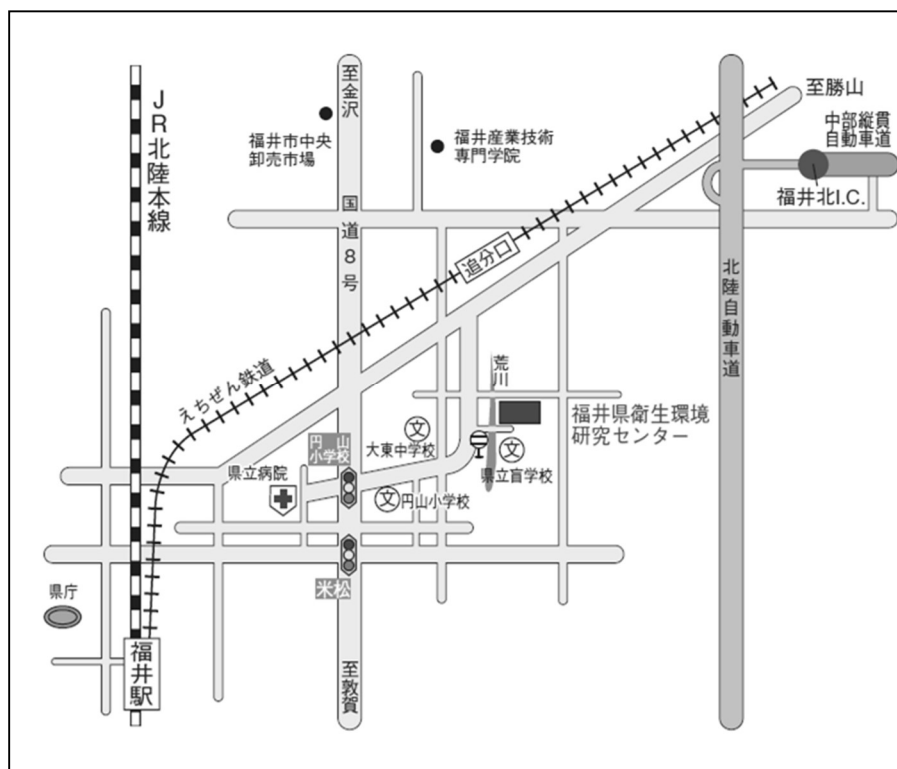 JR北陸本線
至金沢
国道8号
福井市中央
卸売市場
福井産業技術
専門学院
至勝山
中部縦貫
自動車道
福井北I.C.
追分口
北陸自動車道
えちぜん鉄道
荒川
福井県衛生環境
研究センター
円山
小学校
文
大東中学校
県立病院
文
円山小学校
文
県立盲学校
米松
県庁
福井駅
至敦賀